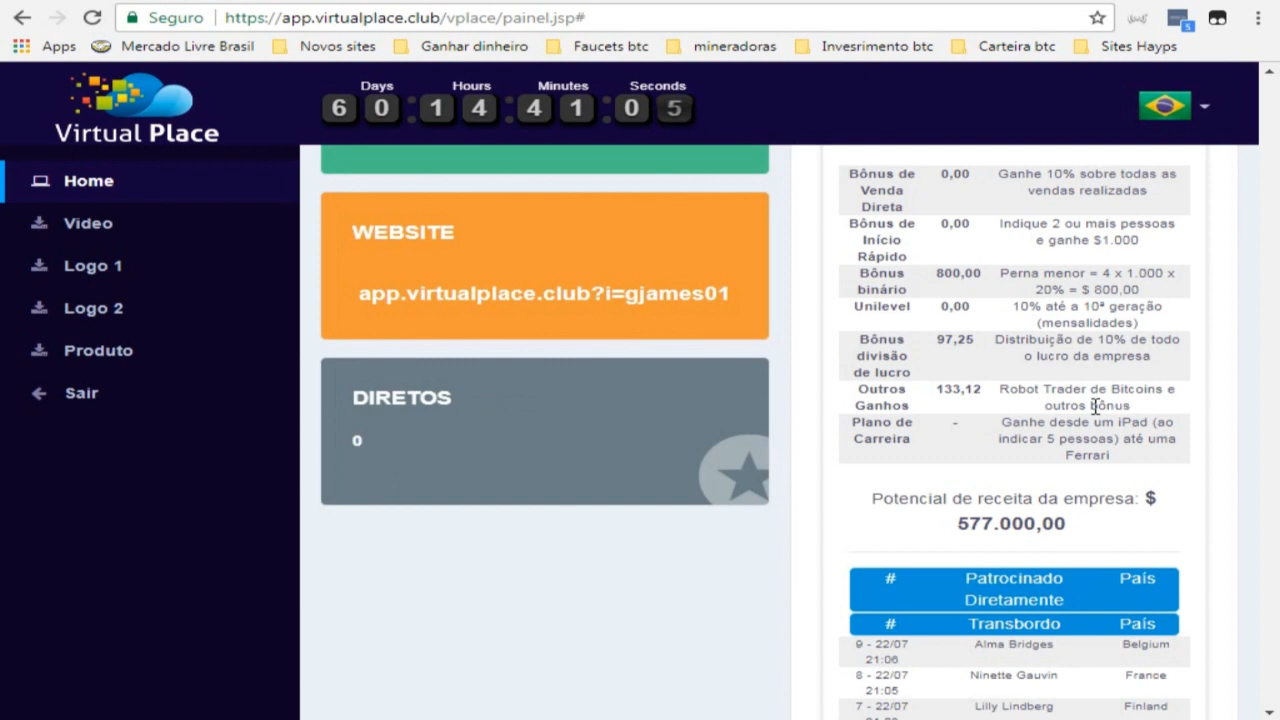 Seguro
https://app.virtualplace.club/vplace/painel.jsp#
5
Apps
Mercado Livre Brasil
Novos sites
Ganhar dinheiro
Faucets btc
mineradoras
Invesrimento btc
Carteira btc
Sites Hayps
Virtual Place
Days Hours Minutes Seconds
6 0 : 1 4 : 4 1 : 0 5
Home
Video
Logo 1
Logo 2
Produto
Sair
WEBSITE
app.virtualplace.club?i=gjames01
DIRETOS
0
Bônus de 0,00 Ganhe 10% sobre todas as
Venda vendas realizadas
Direta
Bônus de 0,00 Indique 2 ou mais pessoas
Início e ganhe $1.000
Rápido
Bônus 800,00 Perna menor = 4 x 1.000 x
binário 20% = $ 800,00
Unilevel 0,00 10% até a 10ª geração
(mensalidades)
Bônus 97,25 Distribuição de 10% de todo
divisão o lucro da empresa
de lucro
Outros 133,12 Robot Trader de Bitcoins e
Ganhos outros bônus
Plano de - Ganhe desde um iPad (ao
Carreira indicar 5 pessoas) até uma
Ferrari
Potencial de receita da empresa: $
577.000,00
# Patrocinado País
Diretamente
# Transbordo País
9 - 22/07 Alma Bridges Belgium
21:06
8 - 22/07 Ninette Gauvin France
21:05
7 - 22/07 Lilly Lindberg Finland